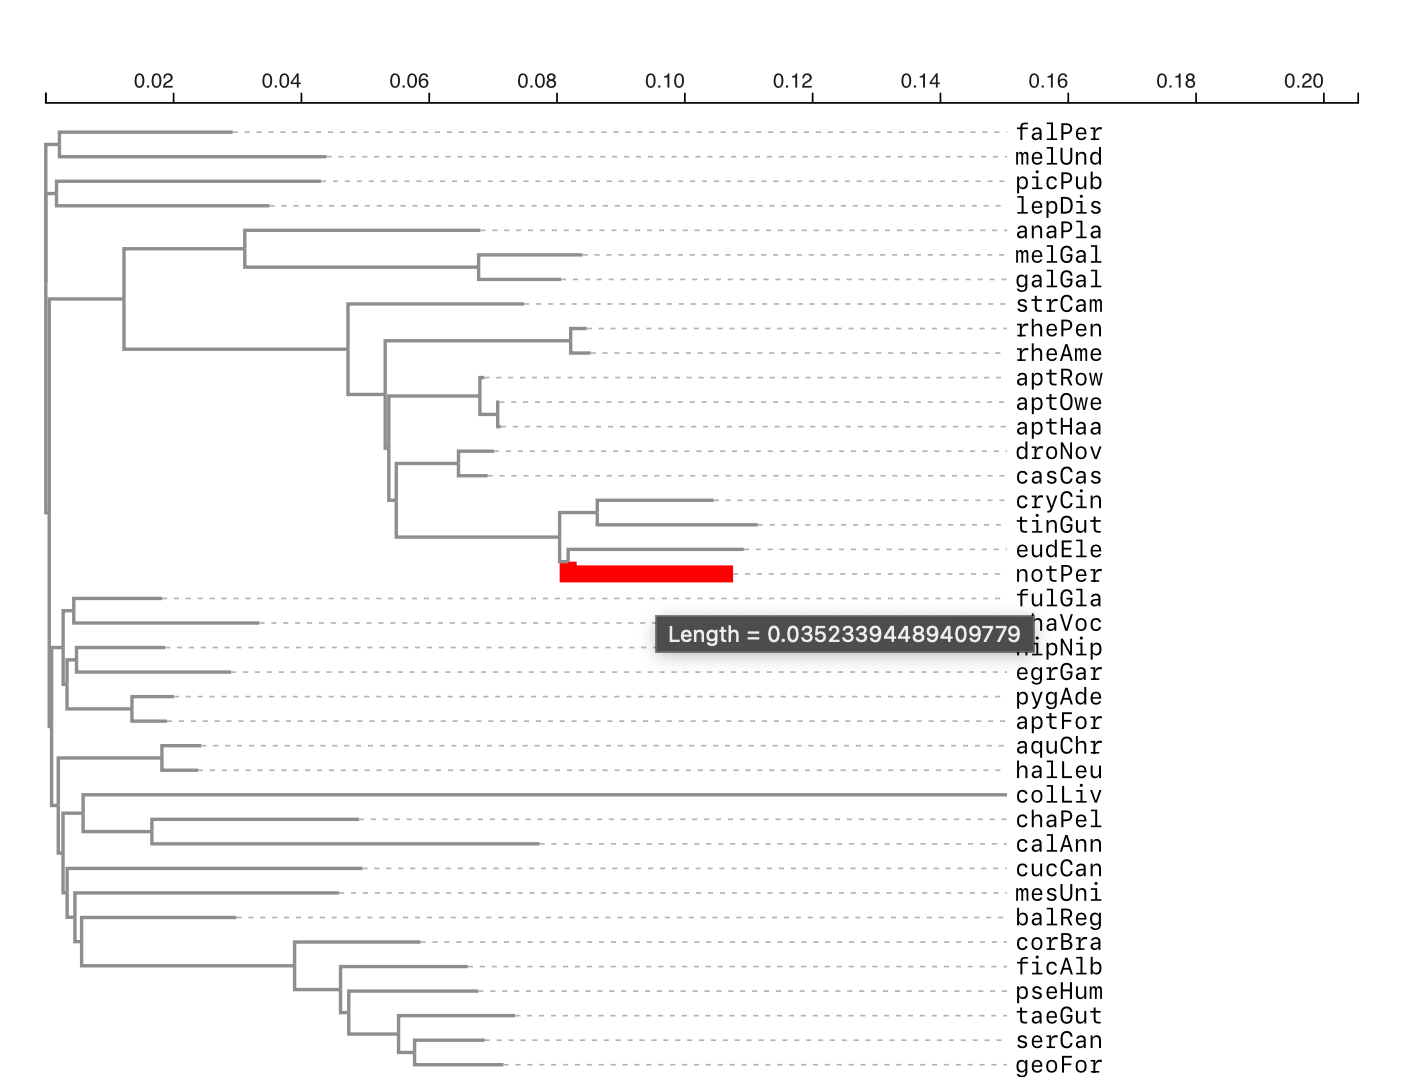 0.02 0.04 0.06 0.08 0.10 0.12 0.14 0.16 0.18 0.20
falPer
melUnd
picPub
lepDis
anaPla
melGal
galGal
strCam
rhePen
rheAme
aptRow
aptOwe
aptHaa
droNov
casCas
cryCin
tinGut
eudEle
notPer
fulGla
Length = 0.03523394489409779
egrGar
pygAde
aptFor
aquChr
halLeu
colLiv
chaPel
calAnn
cucCan
mesUni
balReg
corBra
ficAlb
pseHum
taeGut
serCan
geoFor